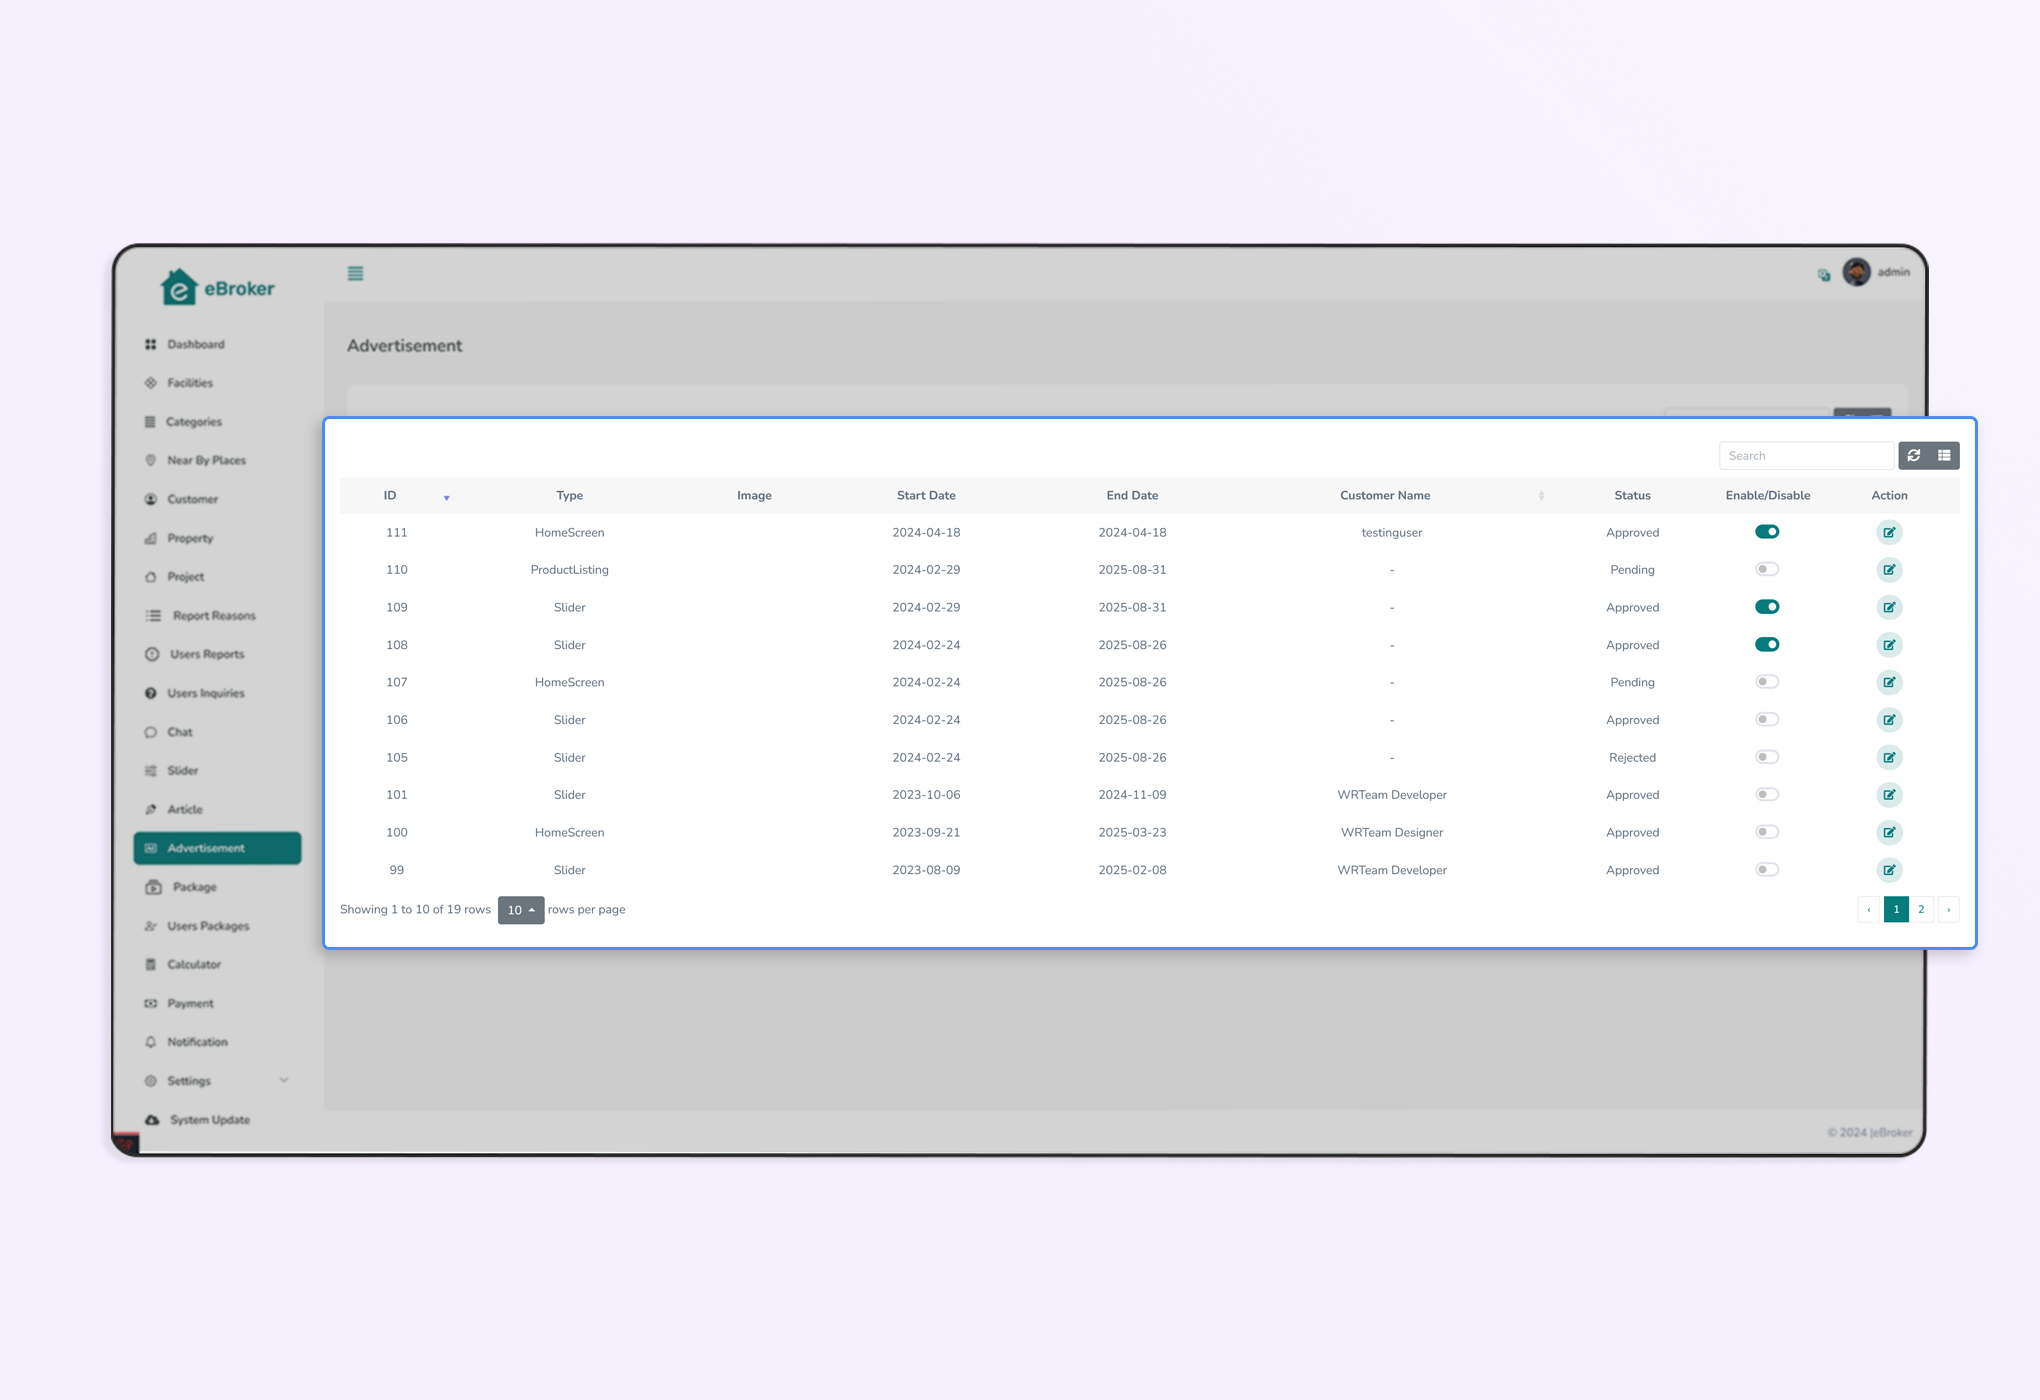 eBroker
admin
Dashboard
Advertisement
Facilities
Categories
Near By Places
Customer
Property
Project
Report Reasons
Users Reports
Users Inquiries
Chat
Slider
Article
Advertisement
Package
Users Packages
Calculator
Payment
Notification
Settings
System Update
Search
ID Type Image Start Date End Date Customer Name Status Enable/Disable Action
111 HomeScreen 2024-04-18 2024-04-18 testinguser Approved
110 ProductListing 2024-02-29 2025-08-31 - Pending
109 Slider 2024-02-29 2025-08-31 - Approved
108 Slider 2024-02-24 2025-08-26 - Approved
107 HomeScreen 2024-02-24 2025-08-26 - Pending
106 Slider 2024-02-24 2025-08-26 - Approved
105 Slider 2024-02-24 2025-08-26 - Rejected
101 Slider 2023-10-06 2024-11-09 WRTeam Developer Approved
100 HomeScreen 2023-09-21 2025-03-23 WRTeam Designer Approved
99 Slider 2023-08-09 2025-02-08 WRTeam Developer Approved
Showing 1 to 10 of 19 rows 10 rows per page ‹ 1 2 ›
© 2024 |eBroker